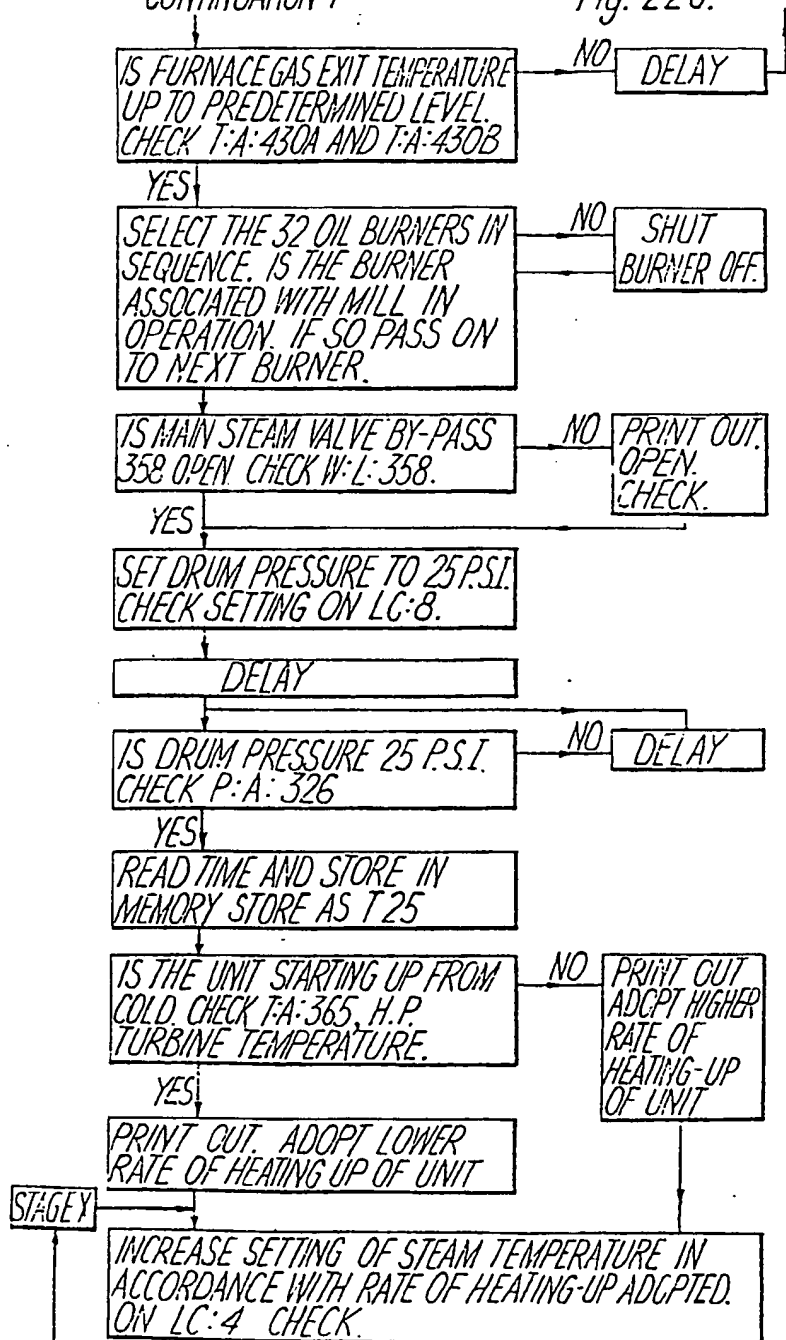 CONTINUATION 1
Fig. 22c.
IS FURNACE GAS EXIT TEMPERATURE
UP TO PREDETERMINED LEVEL.
CHECK T:A:430A AND T:A:430B
NO
DELAY
YES
SELECT THE 32 OIL BURNERS IN
SEQUENCE. IS THE BURNER
ASSOCIATED WITH MILL IN
OPERATION. IF SO PASS ON
TO NEXT BURNER.
NO
SHUT
BURNER OFF.
IS MAIN STEAM VALVE BY-PASS
358 OPEN. CHECK W:L:358.
NO
PRINT OUT.
OPEN.
CHECK.
YES
SET DRUM PRESSURE TO 25 P.S.I.
CHECK SETTING ON LC:8.
DELAY
IS DRUM PRESSURE 25 P.S.I.
CHECK P:A:326
NO
DELAY
YES
READ TIME AND STORE IN
MEMORY STORE AS T25
IS THE UNIT STARTING UP FROM
COLD. CHECK T:A:365, H.P.
TURBINE TEMPERATURE.
NO
PRINT OUT
ADOPT HIGHER
RATE OF
HEATING-UP
OF UNIT
YES
PRINT OUT. ADOPT LOWER
RATE OF HEATING UP OF UNIT
STAGE Y
INCREASE SETTING OF STEAM TEMPERATURE IN
ACCORDANCE WITH RATE OF HEATING-UP ADOPTED.
ON LC:4 CHECK.